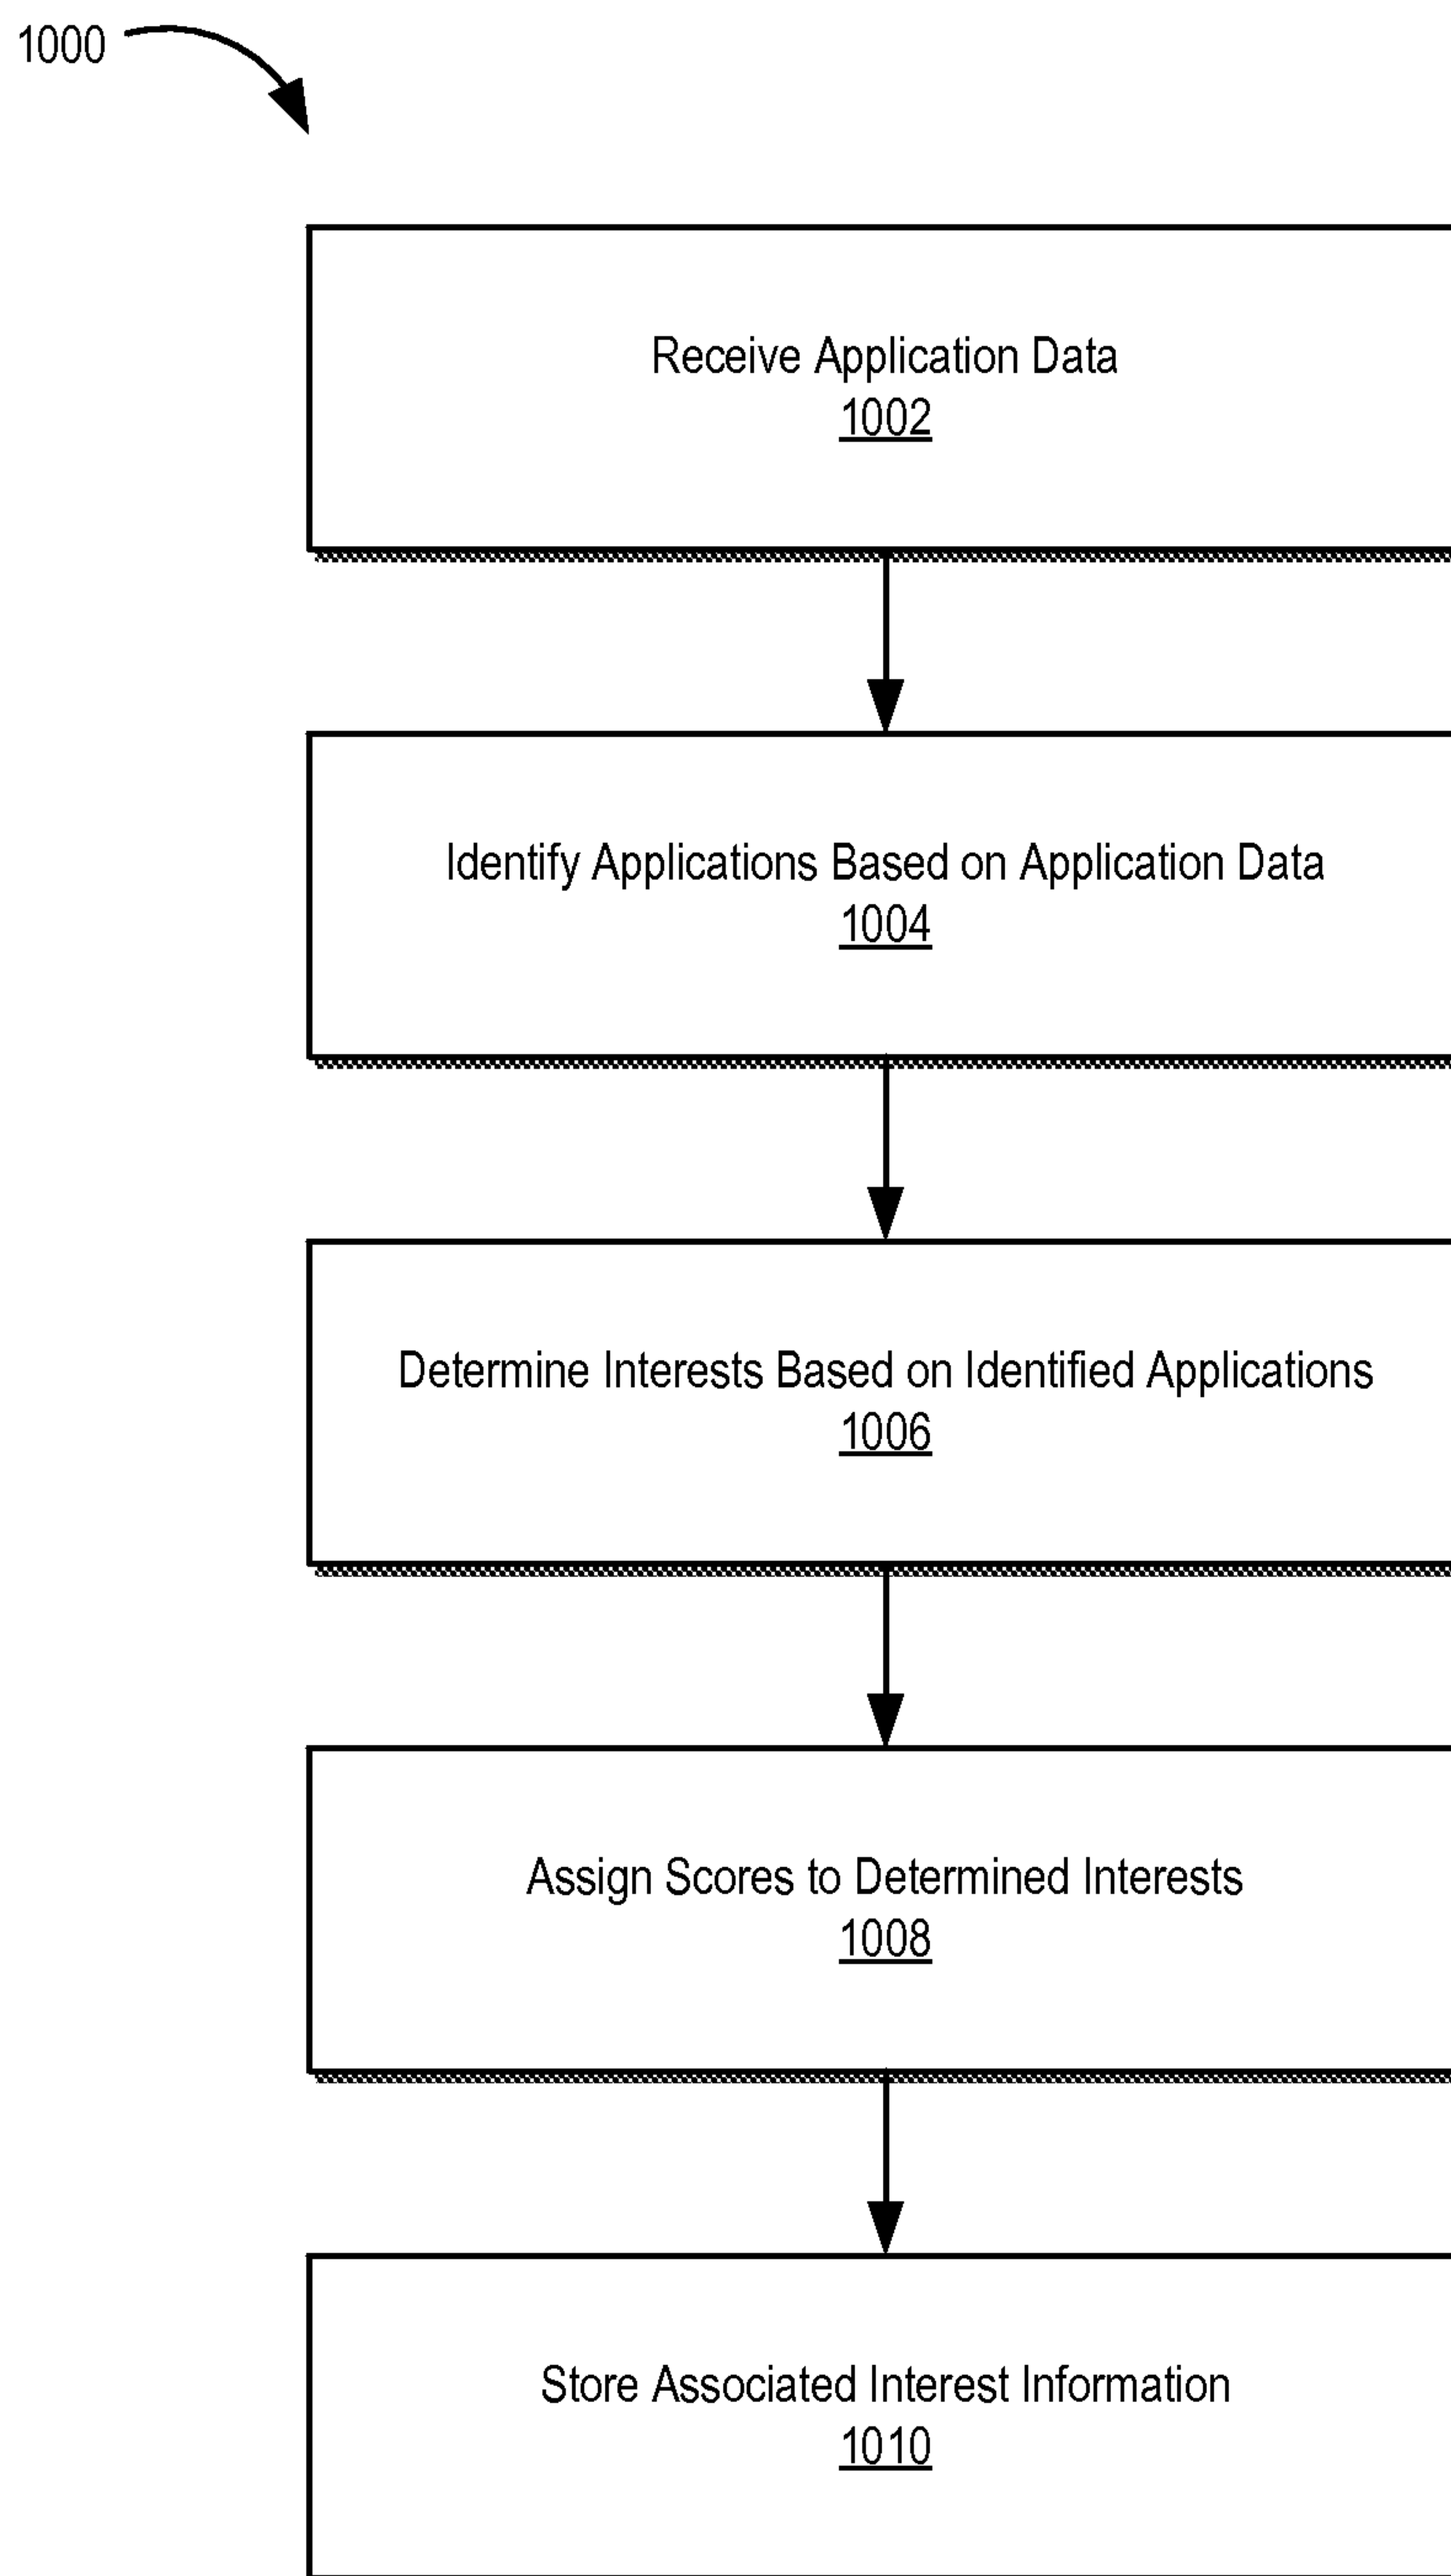 1000
Receive Application Data
1002
Identify Applications Based on Application Data
1004
Determine Interests Based on Identified Applications
1006
Assign Scores to Determined Interests
1008
Store Associated Interest Information
1010